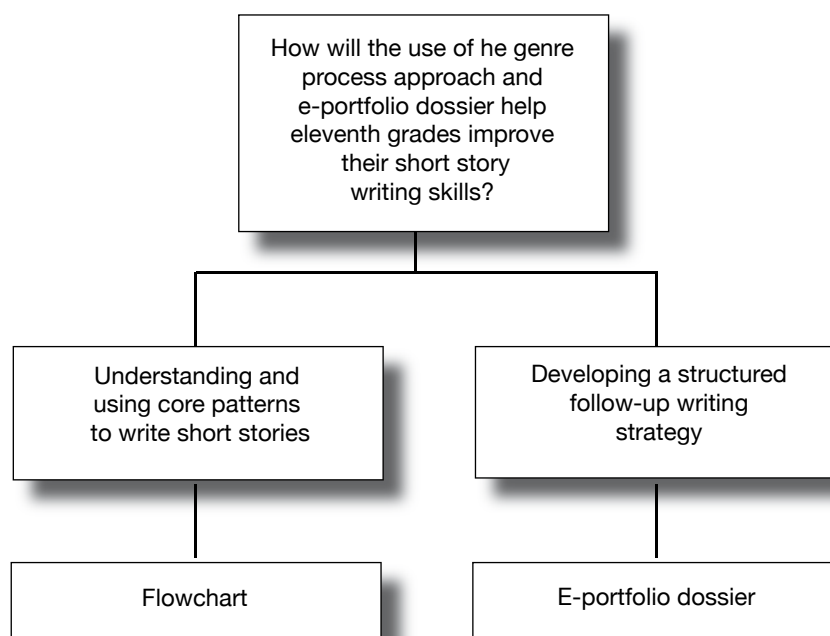 How will the use of he genre
process approach and
e-portfolio dossier help
eleventh grades improve
their short story
writing skills?
Understanding and
using core patterns
to write short stories
Developing a structured
follow-up writing
strategy
Flowchart
E-portfolio dossier